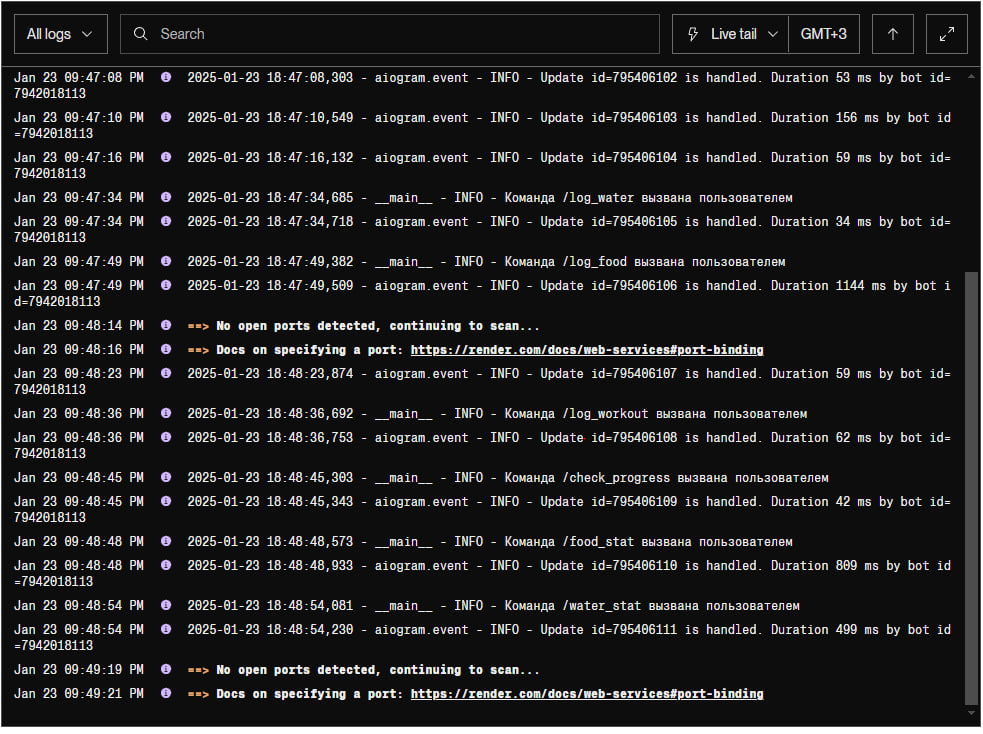 All logs
Search
Live tail
GMT+3
Jan 23 09:47:08 PM 2025-01-23 18:47:08,303 - aiogram.event - INFO - Update id=795406102 is handled. Duration 53 ms by bot id=
7942018113
Jan 23 09:47:10 PM 2025-01-23 18:47:10,549 - aiogram.event - INFO - Update id=795406103 is handled. Duration 156 ms by bot id
=7942018113
Jan 23 09:47:16 PM 2025-01-23 18:47:16,132 - aiogram.event - INFO - Update id=795406104 is handled. Duration 59 ms by bot id=
7942018113
Jan 23 09:47:34 PM 2025-01-23 18:47:34,685 - __main__ - INFO - Команда /log_water вызвана пользователем
Jan 23 09:47:34 PM 2025-01-23 18:47:34,718 - aiogram.event - INFO - Update id=795406105 is handled. Duration 34 ms by bot id=
7942018113
Jan 23 09:47:49 PM 2025-01-23 18:47:49,382 - __main__ - INFO - Команда /log_food вызвана пользователем
Jan 23 09:47:49 PM 2025-01-23 18:47:49,509 - aiogram.event - INFO - Update id=795406106 is handled. Duration 1144 ms by bot i
d=7942018113
Jan 23 09:48:14 PM ==> No open ports detected, continuing to scan...
Jan 23 09:48:16 PM ==> Docs on specifying a port: https://render.com/docs/web-services#port-binding
Jan 23 09:48:23 PM 2025-01-23 18:48:23,874 - aiogram.event - INFO - Update id=795406107 is handled. Duration 59 ms by bot id=
7942018113
Jan 23 09:48:36 PM 2025-01-23 18:48:36,692 - __main__ - INFO - Команда /log_workout вызвана пользователем
Jan 23 09:48:36 PM 2025-01-23 18:48:36,753 - aiogram.event - INFO - Update id=795406108 is handled. Duration 62 ms by bot id=
7942018113
Jan 23 09:48:45 PM 2025-01-23 18:48:45,303 - __main__ - INFO - Команда /check_progress вызвана пользователем
Jan 23 09:48:45 PM 2025-01-23 18:48:45,343 - aiogram.event - INFO - Update id=795406109 is handled. Duration 42 ms by bot id=
7942018113
Jan 23 09:48:48 PM 2025-01-23 18:48:48,573 - __main__ - INFO - Команда /food_stat вызвана пользователем
Jan 23 09:48:48 PM 2025-01-23 18:48:48,933 - aiogram.event - INFO - Update id=795406110 is handled. Duration 809 ms by bot id
=7942018113
Jan 23 09:48:54 PM 2025-01-23 18:48:54,081 - __main__ - INFO - Команда /water_stat вызвана пользователем
Jan 23 09:48:54 PM 2025-01-23 18:48:54,230 - aiogram.event - INFO - Update id=795406111 is handled. Duration 499 ms by bot id
=7942018113
Jan 23 09:49:19 PM ==> No open ports detected, continuing to scan...
Jan 23 09:49:21 PM ==> Docs on specifying a port: https://render.com/docs/web-services#port-binding